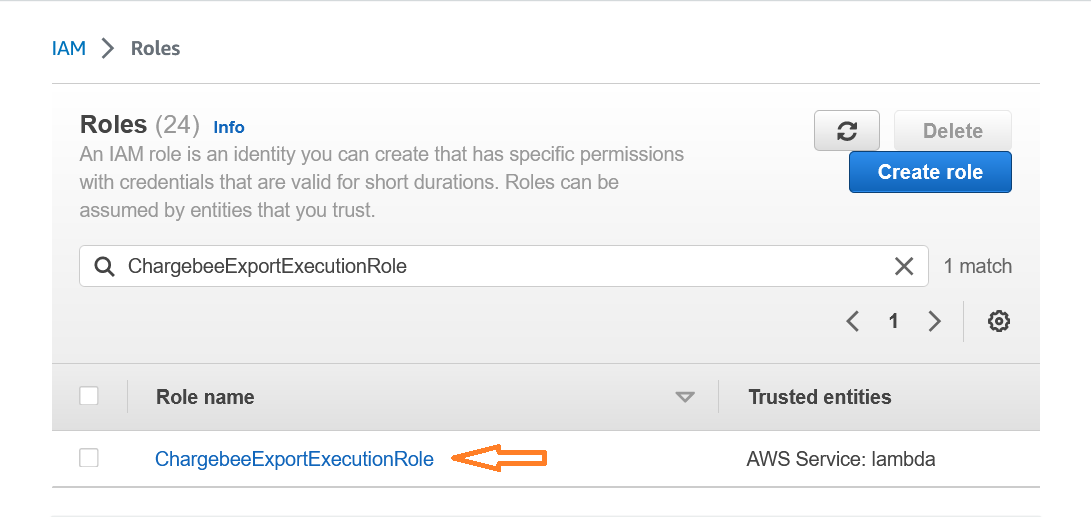 IAM > Roles
Roles (24) Info
An IAM role is an identity you can create that has specific permissions
with credentials that are valid for short durations. Roles can be
assumed by entities that you trust.
Delete
Create role
ChargebeeExportExecutionRole
1 match
1
Role name
Trusted entities
ChargebeeExportExecutionRole
AWS Service: lambda